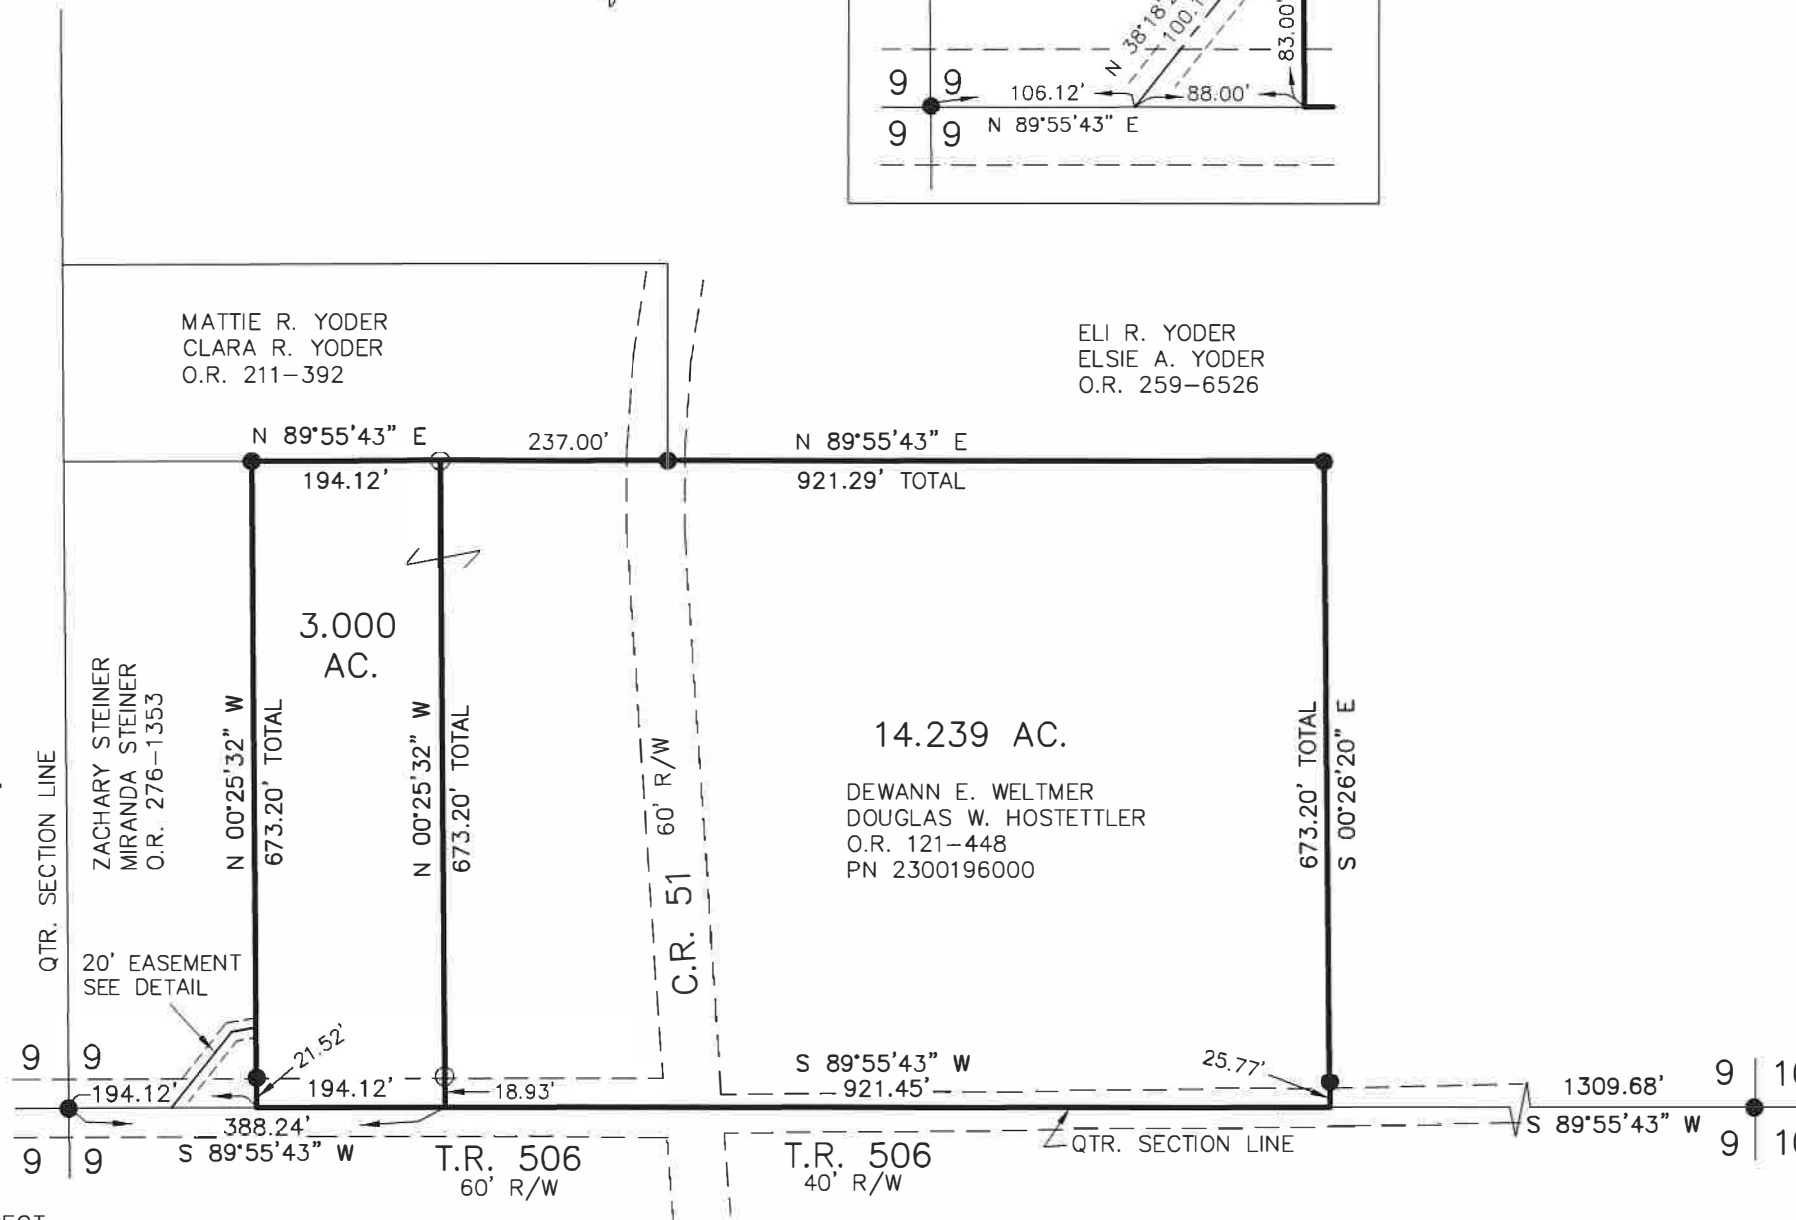 N 38°18'
100.1
83.00'
9 9
106.12' 88.00'
N 89°55'43" E
9 9
MATTIE R. YODER
CLARA R. YODER
O.R. 211-392
ELI R. YODER
ELSIE A. YODER
O.R. 259-6526
N 89°55'43" E
237.00'
N 89°55'43" E
194.12'
921.29' TOTAL
3.000
AC.
QTR. SECTION LINE
ZACHARY STEINER
MIRANDA STEINER
O.R. 276-1353
N 00°25'32" W
673.20' TOTAL
N 00°25'32" W
673.20' TOTAL
60' R/W
C.R. 51
14.239 AC.
DEWANN E. WELTMER
DOUGLAS W. HOSTETTLER
O.R. 121-448
PN 2300196000
673.20' TOTAL
S 00°26'20" E
20' EASEMENT
SEE DETAIL
9 9
21.52'
194.12'
194.12'
18.93'
S 89°55'43" W
921.45'
25.77'
1309.68'
9 10
388.24'
S 89°55'43" W
9 9
T.R. 506
60' R/W
T.R. 506
40' R/W
QTR. SECTION LINE
S 89°55'43" W
9 10